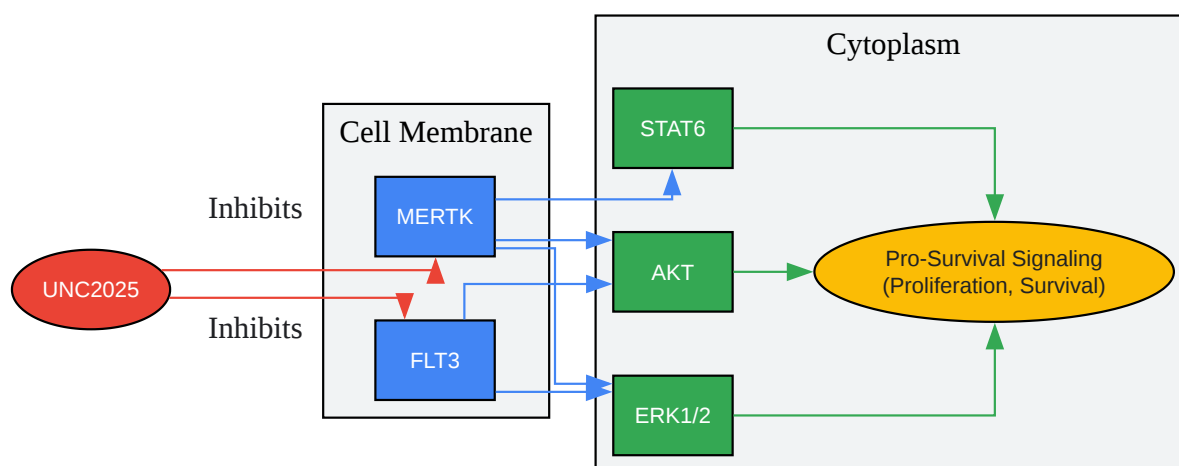 Cytoplasm
Cell Membrane
STAT6
Inhibits
MERTK
UNC2025
AKT
Pro-Survival Signaling
(Proliferation, Survival)
Inhibits
FLT3
ERK1/2